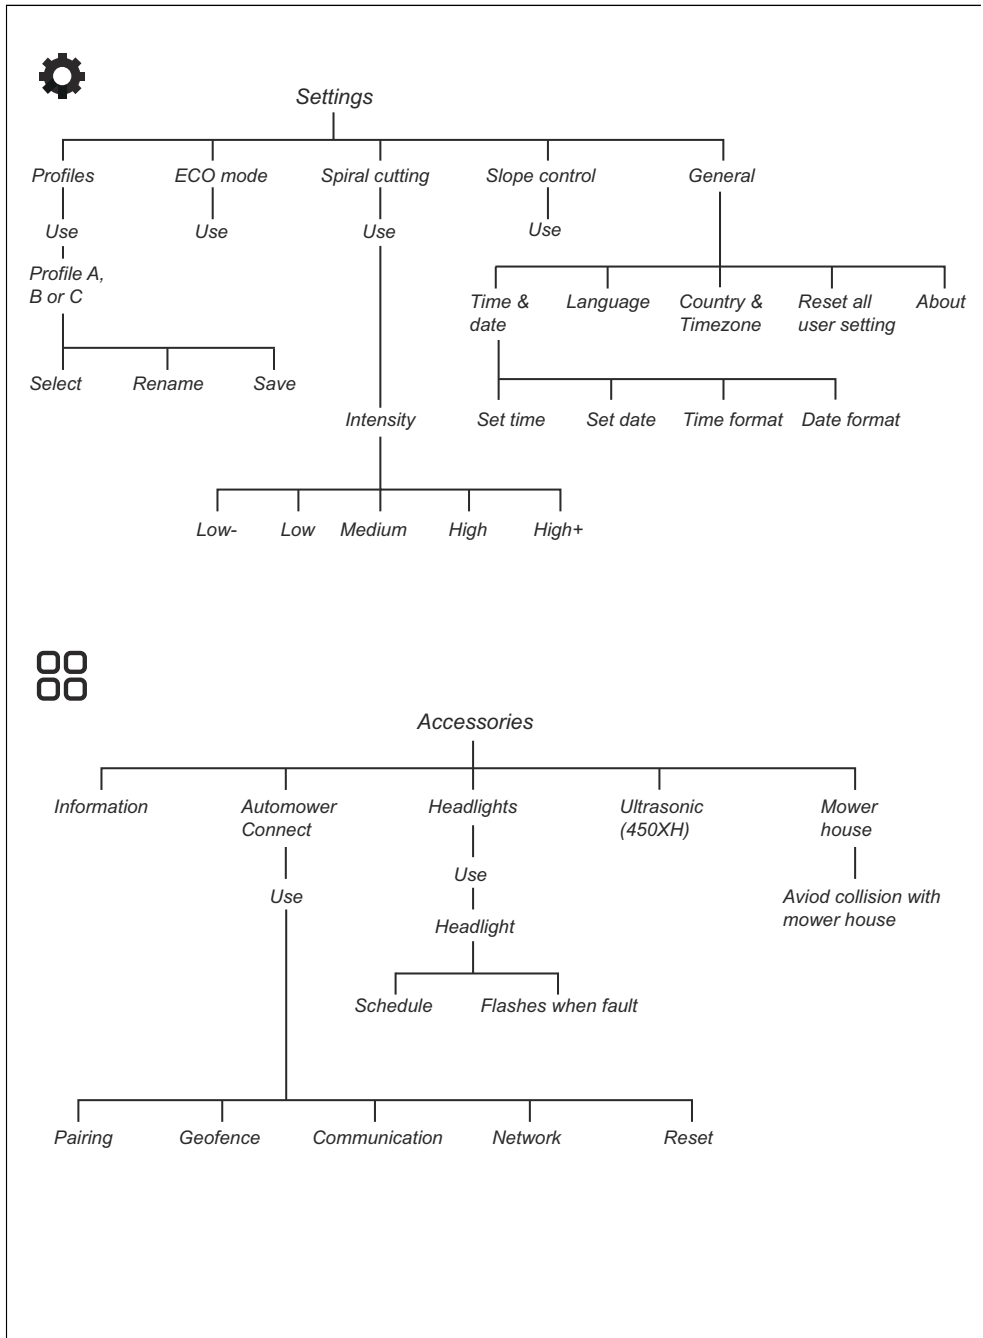 Settings
Profiles
ECO mode
Spiral cutting
Slope control
General
Use
Use
Use
Use
Profile A,
B or C
Time &
date
Language
Country &
Timezone
Reset all
user setting
About
Select
Rename
Save
Intensity
Set time
Set date
Time format
Date format
Low-
Low
Medium
High
High+
Accessories
Information
Automower
Connect
Headlights
Ultrasonic
(450XH)
Mower
house
Use
Use
Aviod collision with
mower house
Headlight
Schedule
Flashes when fault
Pairing
Geofence
Communication
Network
Reset